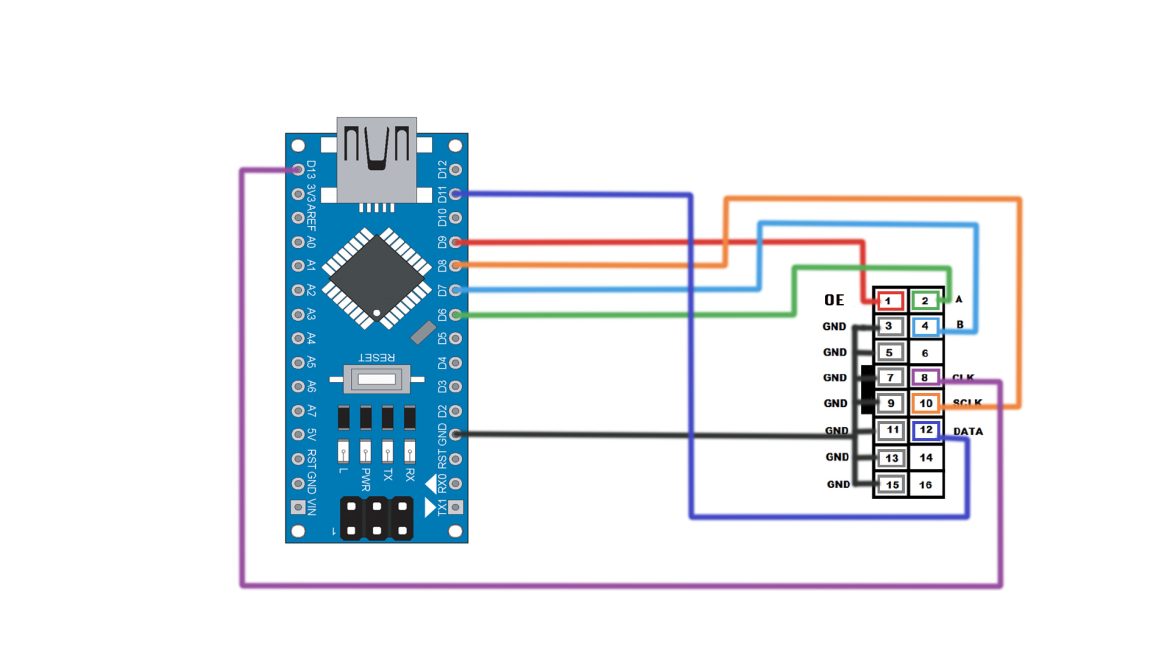 D13
3V3
AREF
A0
A1
A2
A3
A4
A5
A6
A7
5V
RST
GND
VIN
D12
D11
D10
D9
D8
D7
D6
D5
D4
D3
D2
GND
RST
RX0
TX1
RESET
L
PWR
TX
RX
1
OE 1 2 A
GND 3 4 B
GND 5 6
GND 7 8 CLK
GND 9 10 SCLK
GND 11 12 DATA
GND 13 14
GND 15 16